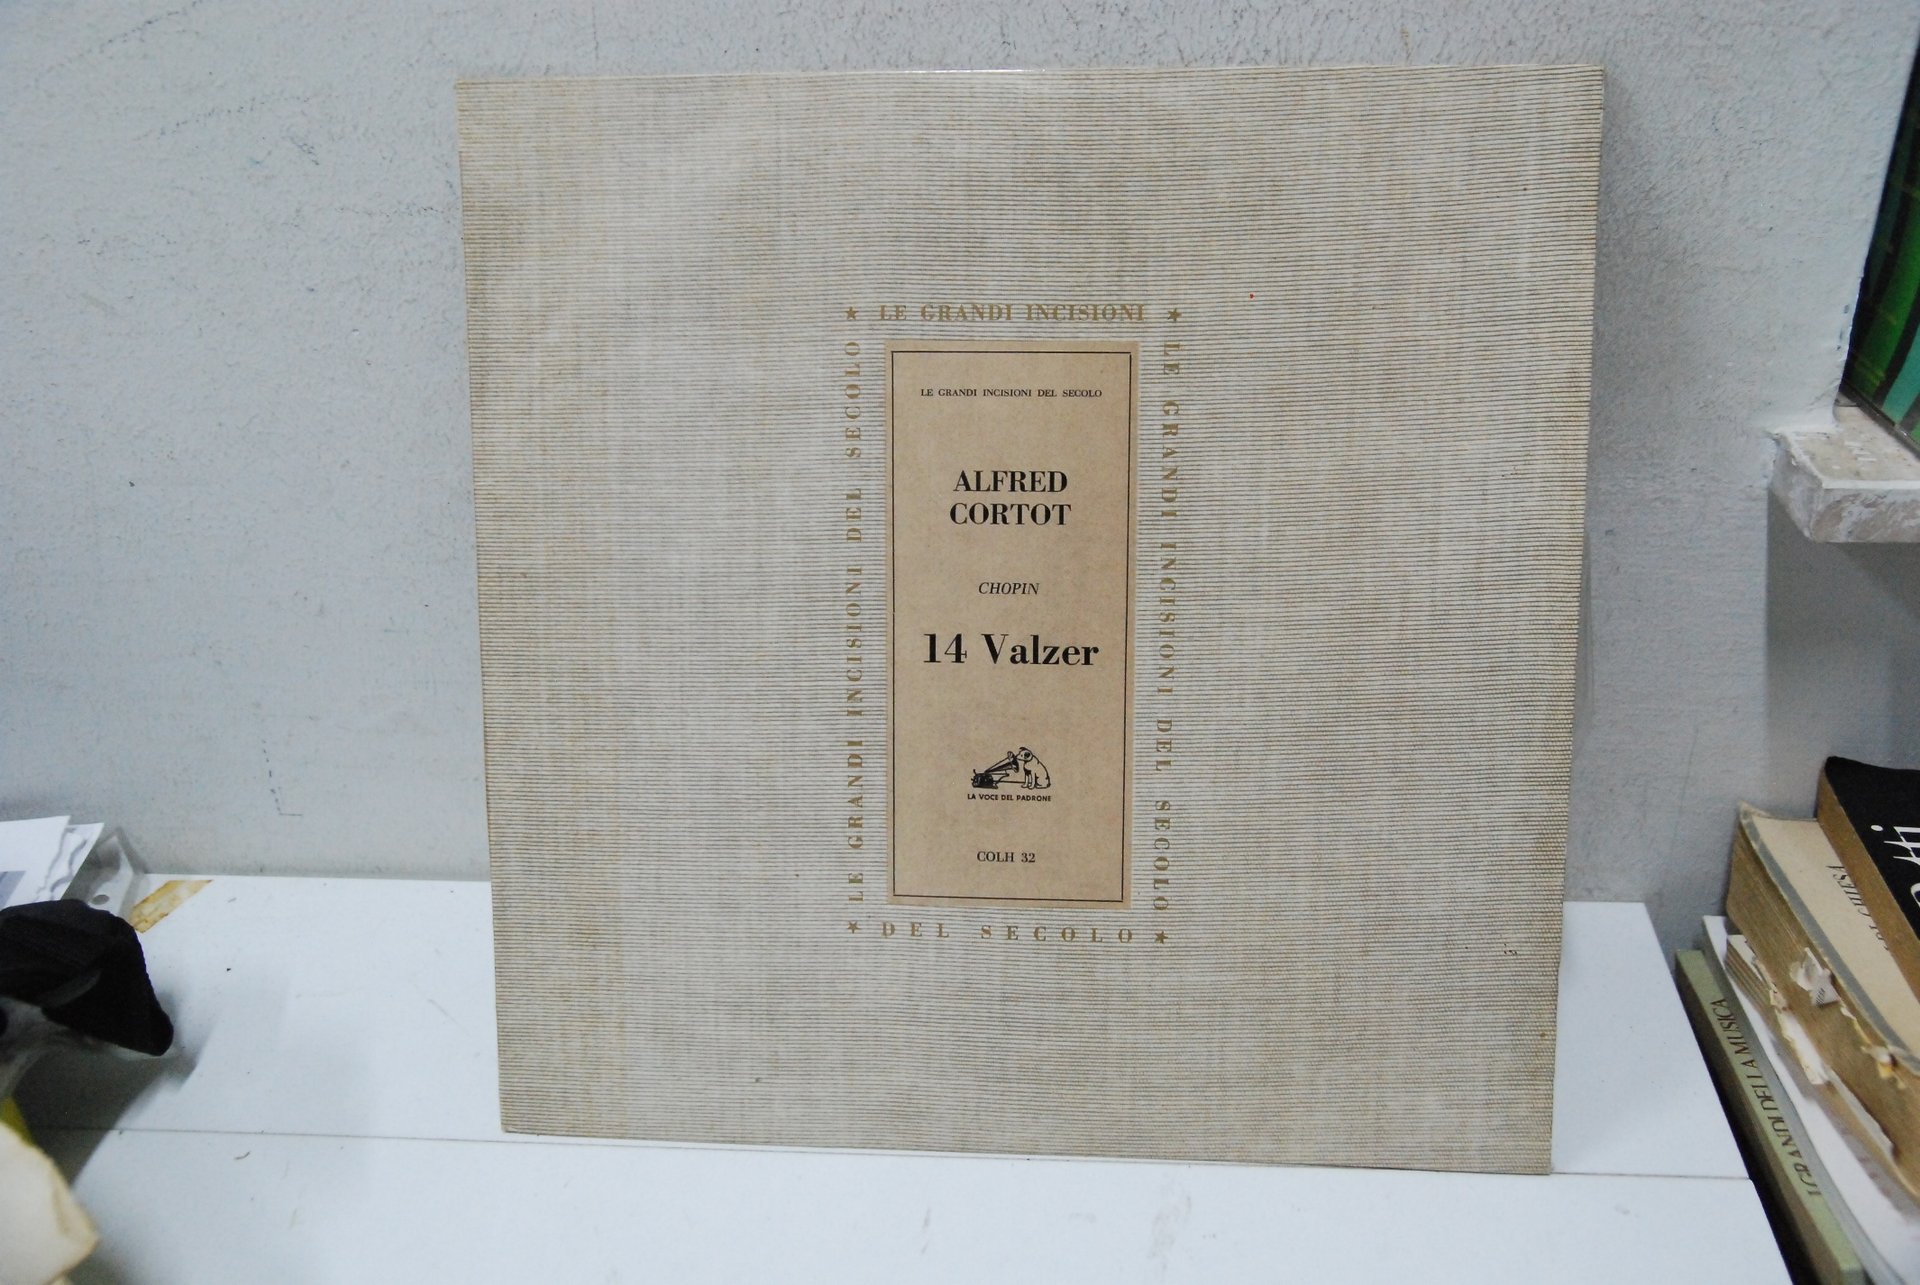 ★ LE GRANDI INCISIONI ★
LE GRANDI INCISIONI DEL SECOLO
LE GRANDI INCISIONI DEL SECOLO
★ DEL SECOLO ★
LE GRANDI INCISIONI DEL SECOLO
ALFRED
CORTOT
CHOPIN
14 Valzer
LA VOCE DEL PADRONE
COLH 32
I GRANDI DELLA MUSICA